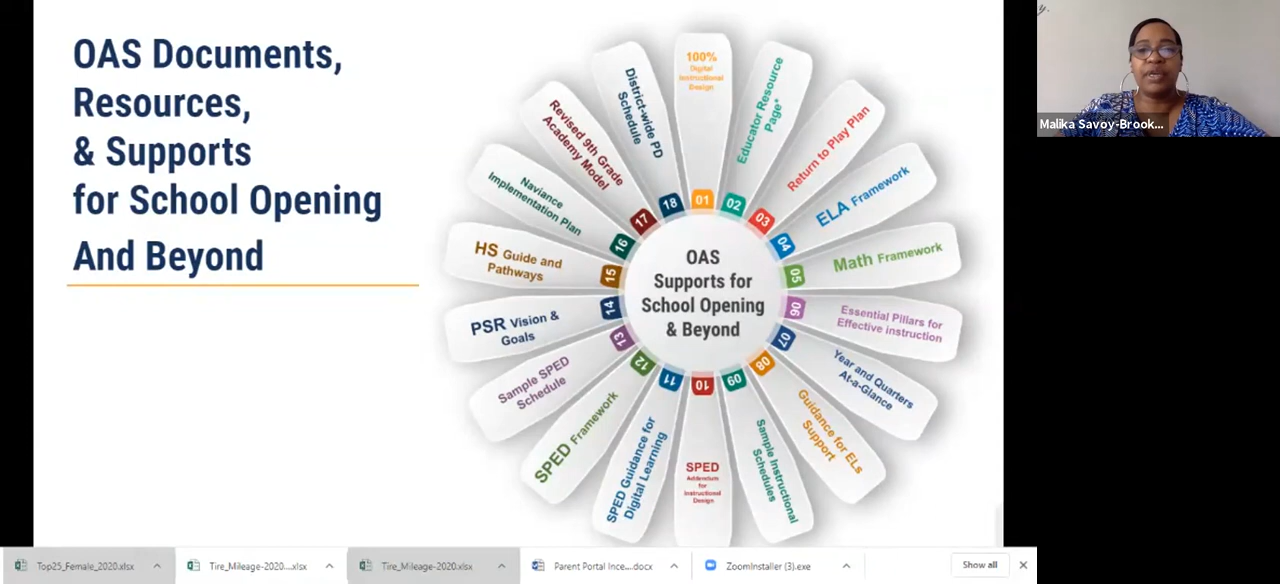 OAS Documents,
Resources,
& Supports
for School Opening
And Beyond
100%
Digital
Instructional
Design
01
Educator Resource
Page*
02
Return to Play Plan
03
ELA Framework
04
Math Framework
05
Essential Pillars for
Effective instruction
06
Year and Quarters
At-a-Glance
07
Guidance for ELs
Support
08
Sample Instructional
Schedules
09
SPED
Addendum
for
Instructional
Design
10
SPED Guidance for
Digital Learning
11
SPED Framework
12
Sample SPED
Schedule
13
PSR Vision &
Goals
14
HS Guide and
Pathways
15
Naviance
Implementation Plan
16
Revised 9th Grade
Academy Model
17
District-wide PD
Schedule
18
OAS
Supports for
School Opening
& Beyond
y.
Malika Savoy-Brook...
Top25_Female_2020.xlsx
Tire_Mileage-2020....xlsx
Tire_Mileage-2020.xlsx
Parent Portal Ince....docx
ZoomInstaller (3).exe
Show all